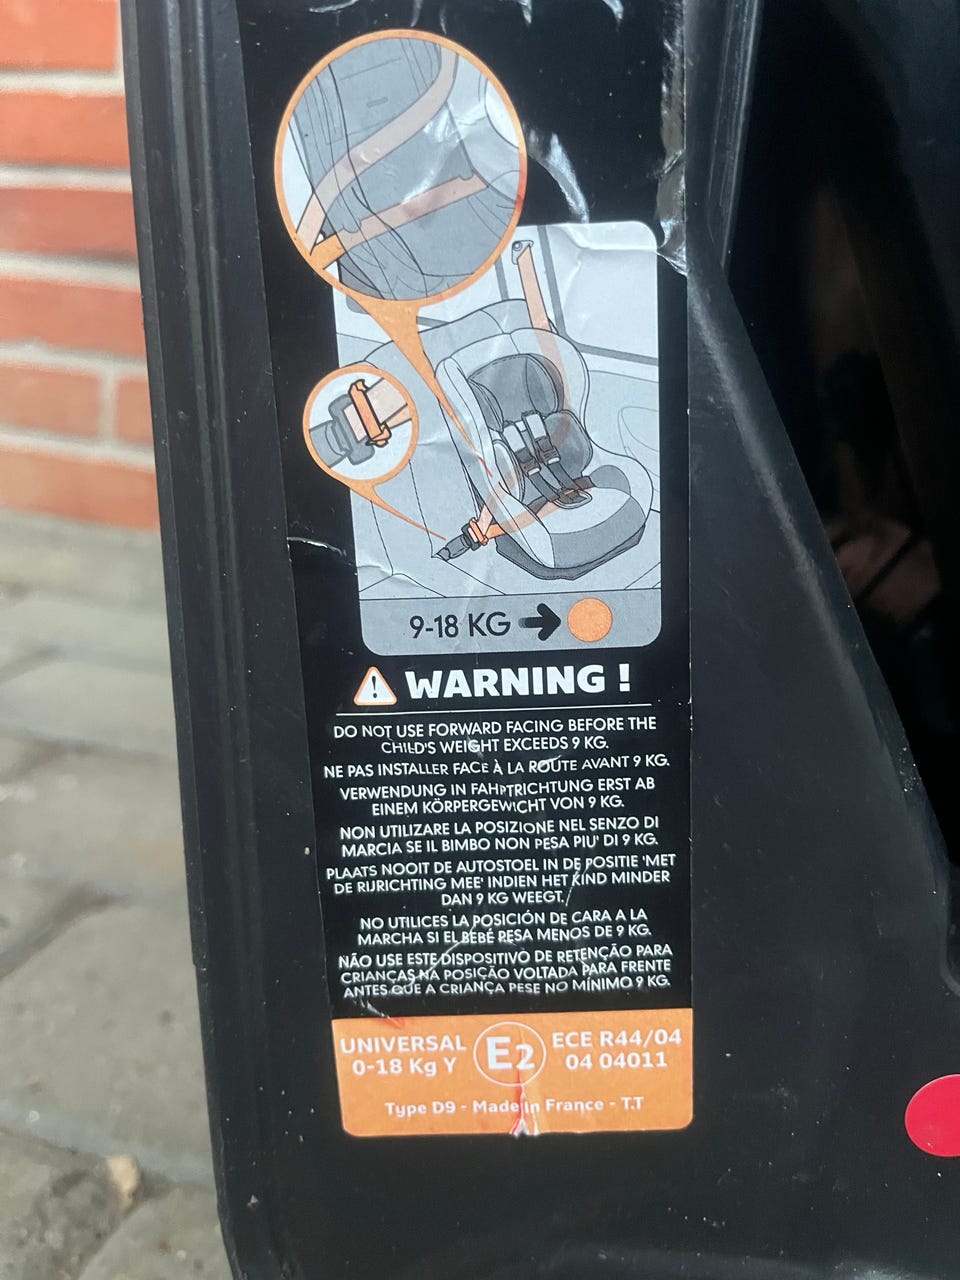 9-18 KG
WARNING !
DO NOT USE FORWARD FACING BEFORE THE
CHILD'S WEIGHT EXCEEDS 9 KG.
NE PAS INSTALLER FACE À LA ROUTE AVANT 9 KG.
VERWENDUNG IN FAHRTRICHTUNG ERST AB
EINEM KÖRPERGEWICHT VON 9 KG.
NON UTILIZARE LA POSIZIONE NEL SENZO DI
MARCIA SE IL BIMBO NON PESA PIU' DI 9 KG.
PLAATS NOOIT DE AUTOSTOEL IN DE POSITIE 'MET
DE RIJRICHTING MEE' INDIEN HET KIND MINDER
DAN 9 KG WEEGT.
NO UTILICES LA POSICIÓN DE CARA A LA
MARCHA SI EL BEBÉ PESA MENOS DE 9 KG.
NÃO USE ESTE DISPOSITIVO DE RETENÇÃO PARA
CRIANÇAS NA POSIÇÃO VOLTADA PARA FRENTE
ANTES QUE A CRIANÇA PESE NO MÍNIMO 9 KG.
UNIVERSAL E2 ECE R44/04
0-18 Kg Y 04 04011
Type D9 - Made in France - T.T